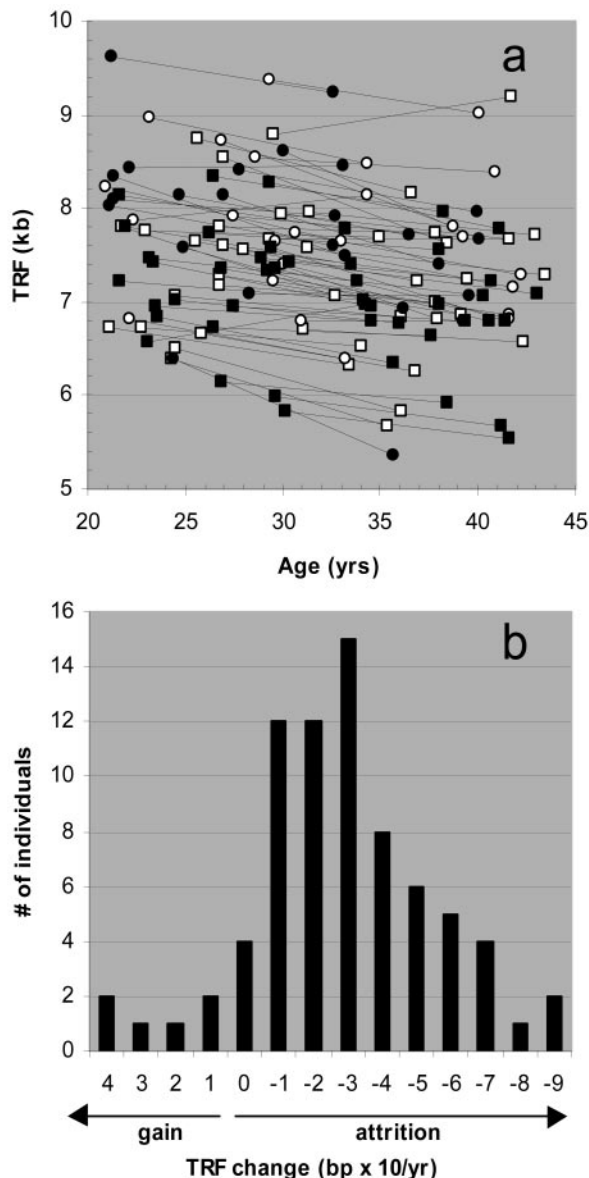 a
10
9
8
7
6
5
TRF (kb)
20 25 30 35 40 45
Age (yrs)
b
16
14
12
10
8
6
4
2
0
# of individuals
4 3 2 1 0 -1 -2 -3 -4 -5 -6 -7 -8 -9
gain attrition
TRF change (bp x 10/yr)